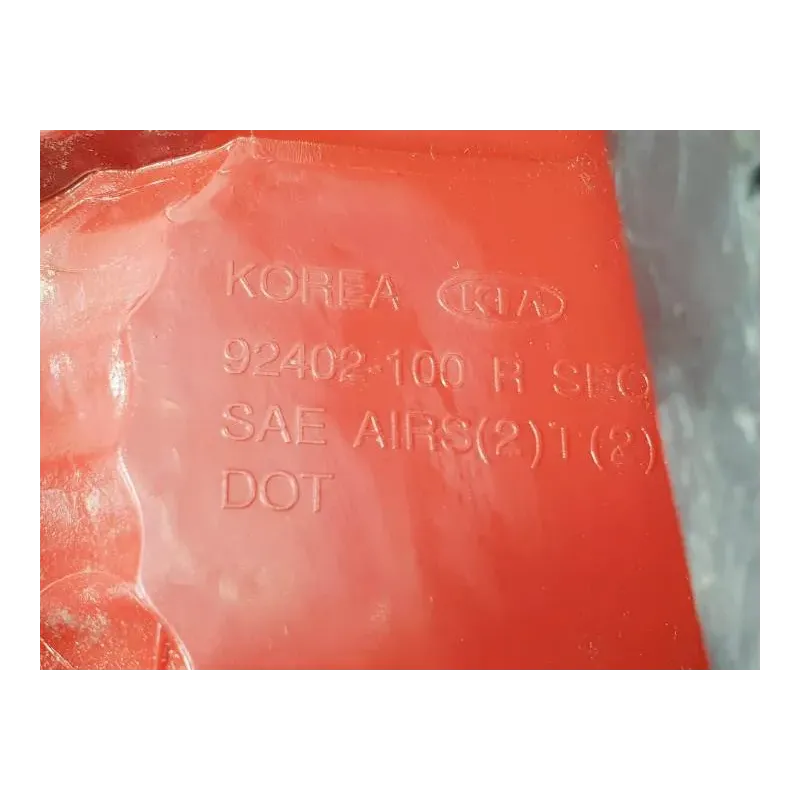 KOREA KIA
92402-100 R SEO
SAE AIRS(2)T(2)
DOT